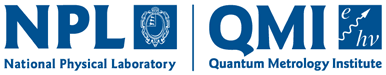 NPL
National Physical Laboratory
QMI
Quantum Metrology Institute
e
hν